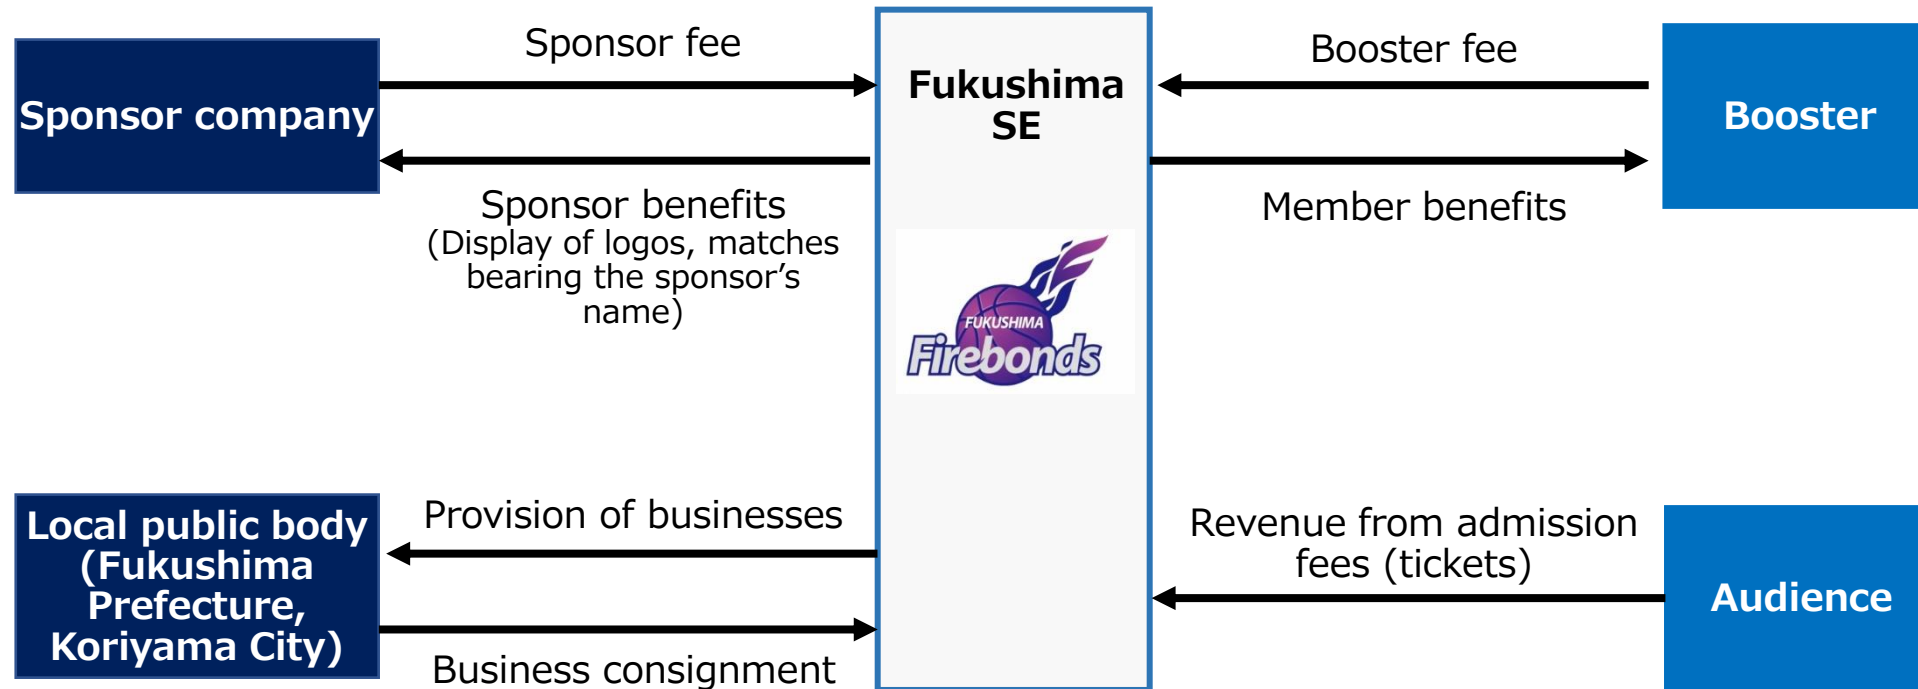 Sponsor fee
Sponsor company
Sponsor benefits
(Display of logos, matches
bearing the sponsor’s
name)
Fukushima
SE
FUKUSHIMA
Firebonds
Booster fee
Booster
Member benefits
Local public body
(Fukushima
Prefecture,
Koriyama City)
Provision of businesses
Business consignment
Revenue from admission
fees (tickets)
Audience